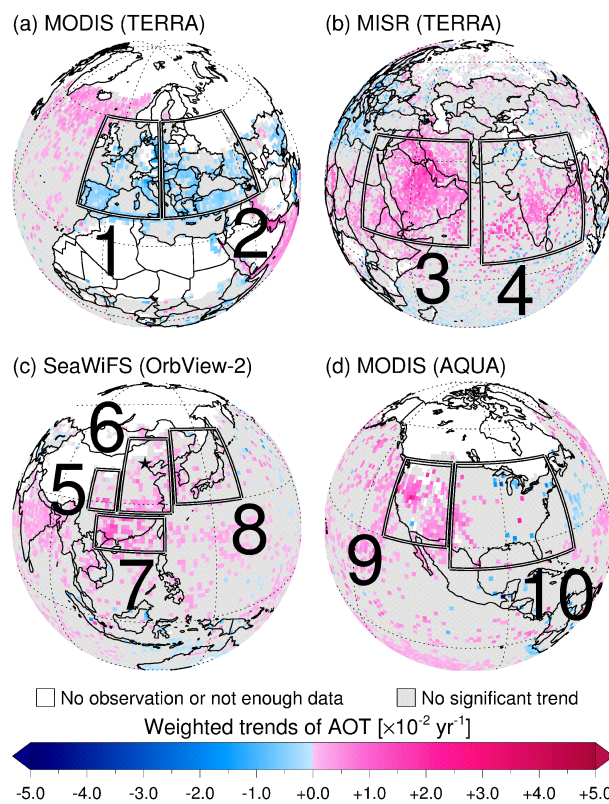 (a) MODIS (TERRA)
(b) MISR (TERRA)
1
2
3
4
(c) SeaWiFS (OrbView-2)
(d) MODIS (AQUA)
6
5
8
7
9
10
No observation or not enough data
No significant trend
Weighted trends of AOT [×10⁻² yr⁻¹]
-5.0 -4.0 -3.0 -2.0 -1.0 +0.0 +1.0 +2.0 +3.0 +4.0 +5.0